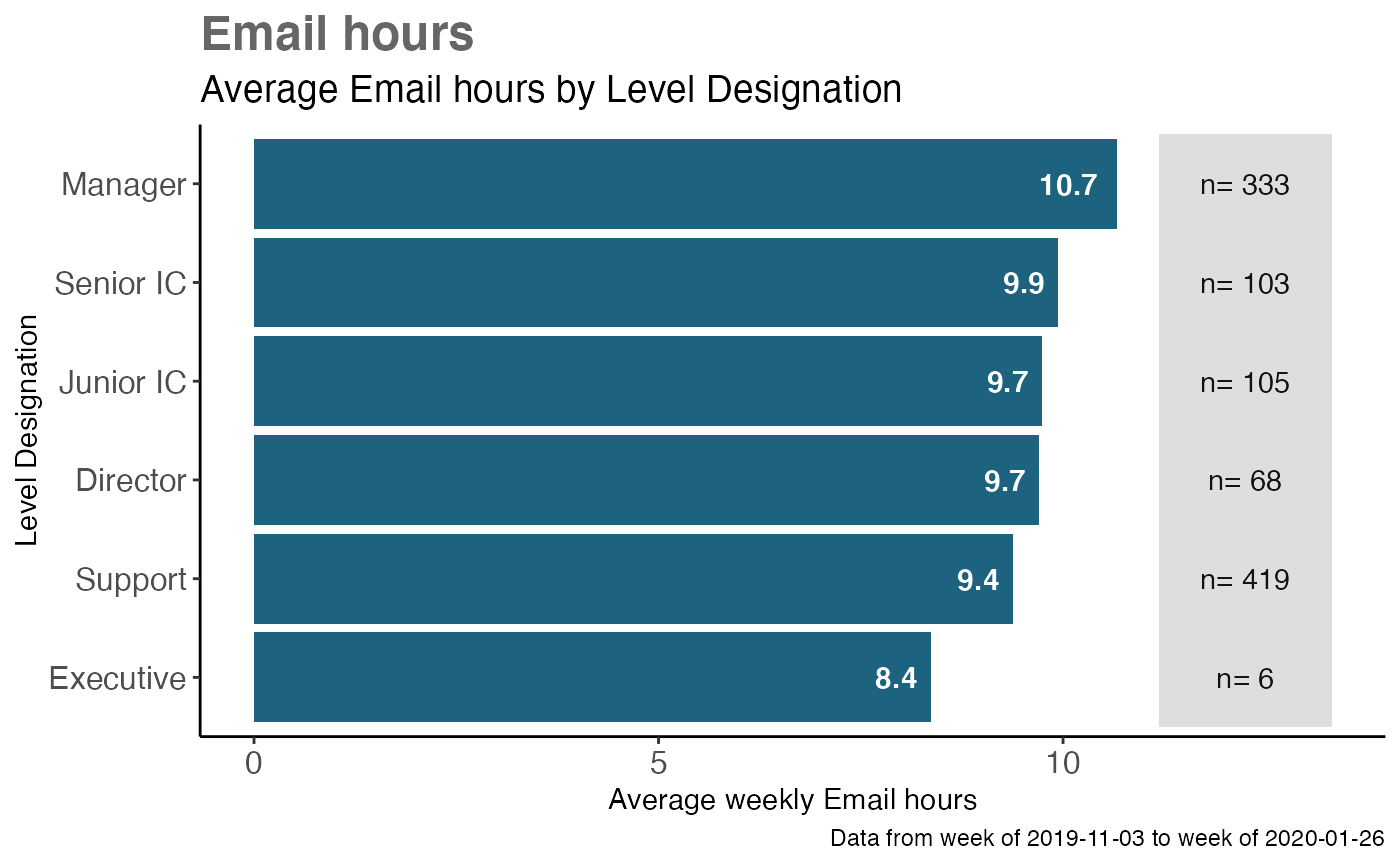 Email hours
Average Email hours by Level Designation
Level Designation
Manager 10.7 n= 333
Senior IC 9.9 n= 103
Junior IC 9.7 n= 105
Director 9.7 n= 68
Support 9.4 n= 419
Executive 8.4 n= 6
0 5 10
Average weekly Email hours
Data from week of 2019-11-03 to week of 2020-01-26